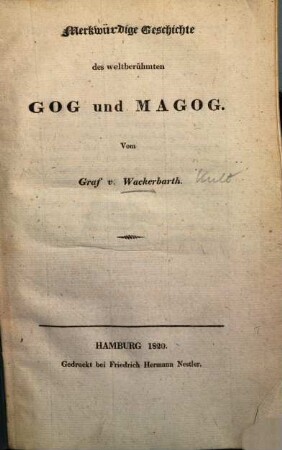 Merkwürdige Geschichte
des weltberühmten
GOG und MAGOG.
Vom
Graf v. Wackerbarth.
HAMBURG 1820.
Gedruckt bei Friedrich Hermann Nestler.